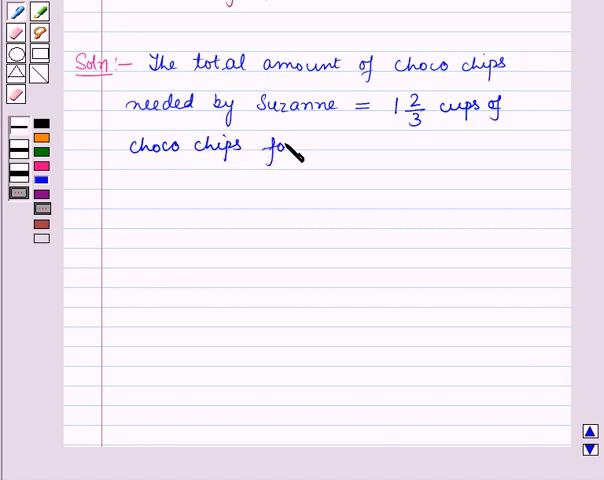 Soln:- The total amount of choco chips
needed by Suzanne = 1 2/3 cups of
choco chips fo